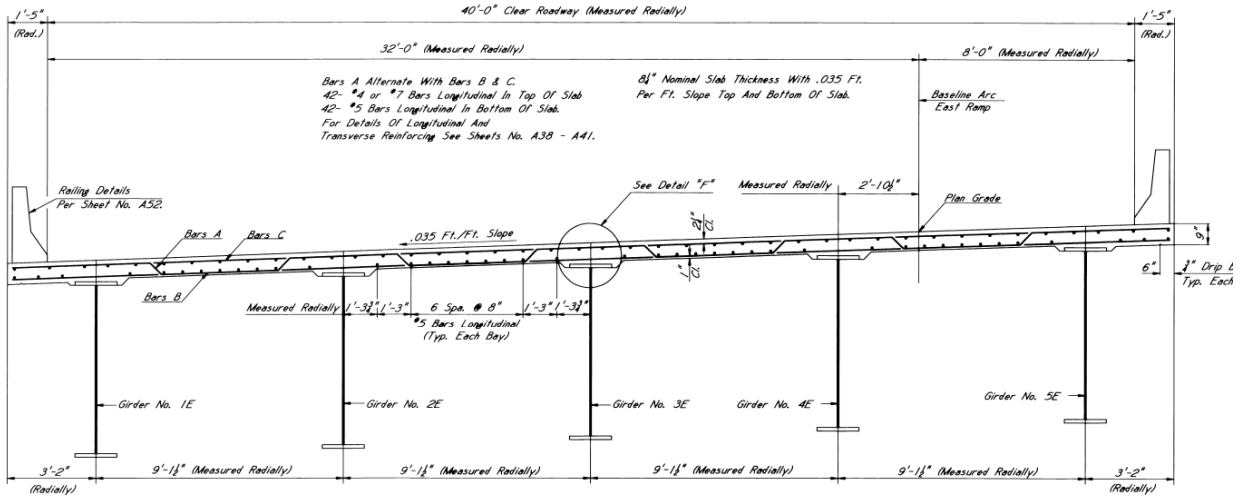 40'-0" Clear Roadway (Measured Radially)
1'-5"
(Rad.)
1'-5"
(Rad.)
32'-0" (Measured Radially)
8'-0" (Measured Radially)
Bars A Alternate With Bars B & C.
42- #4 or #7 Bars Longitudinal In Top Of Slab
42- #5 Bars Longitudinal In Bottom Of Slab.
For Details Of Longitudinal And
Transverse Reinforcing See Sheets No. A38 - A41.
8¼" Nominal Slab Thickness With .035 Ft.
Per Ft. Slope Top And Bottom Of Slab.
Baseline Arc
East Ramp
Railing Details
Per Sheet No. A52.
See Detail "F"
Measured Radially
2'-10½"
Plan Grade
Bars A
Bars C
.035 Ft./Ft. Slope
2¼"
Cl.
1"
Cl.
9"
Bars B
6"
¾" Drip
Typ. Each
Measured Radially
1'-3¾"
1'-3"
6 Spa. @ 8"
1'-3"
1'-3¾"
#5 Bars Longitudinal
(Typ. Each Bay)
Girder No. 1E
Girder No. 2E
Girder No. 3E
Girder No. 4E
Girder No. 5E
3'-2"
(Radially)
9'-1½" (Measured Radially)
9'-1½" (Measured Radially)
9'-1½" (Measured Radially)
9'-1½" (Measured Radially)
3'-2"
(Radially)